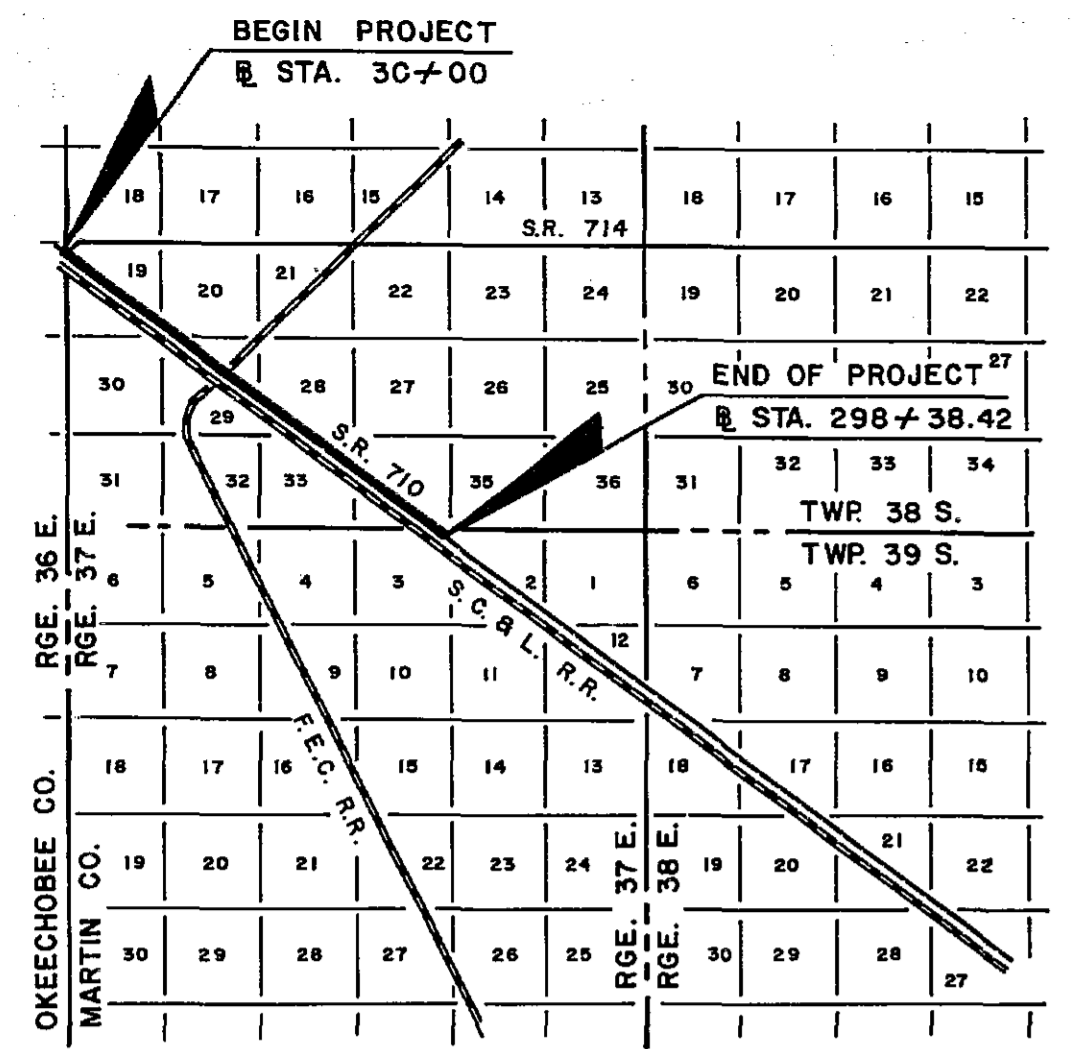 BEGIN PROJECT
BL STA. 30+00
18 17 16 15 14 13 18 17 16 15
S.R. 714
19 20 21 22 23 24 19 20 21 22
30 29 28 27 26 25 30 27
END OF PROJECT
BL STA. 298+38.42
S.R. 710
31 32 33 35 36 31 32 33 34
TWP. 38 S.
TWP. 39 S.
RGE. 36 E.
RGE. 37 E.
6 5 4 3 2 1 6 5 4 3
S. C. & L. R.R.
7 8 9 10 11 12 7 8 9 10
F.E.C. R.R.
18 17 16 15 14 13 18 17 16 15
OKEECHOBEE CO.
MARTIN CO.
19 20 21 22 23 24 19 20 21 22
RGE. 37 E.
RGE. 38 E.
30 29 28 27 26 25 30 29 28 27